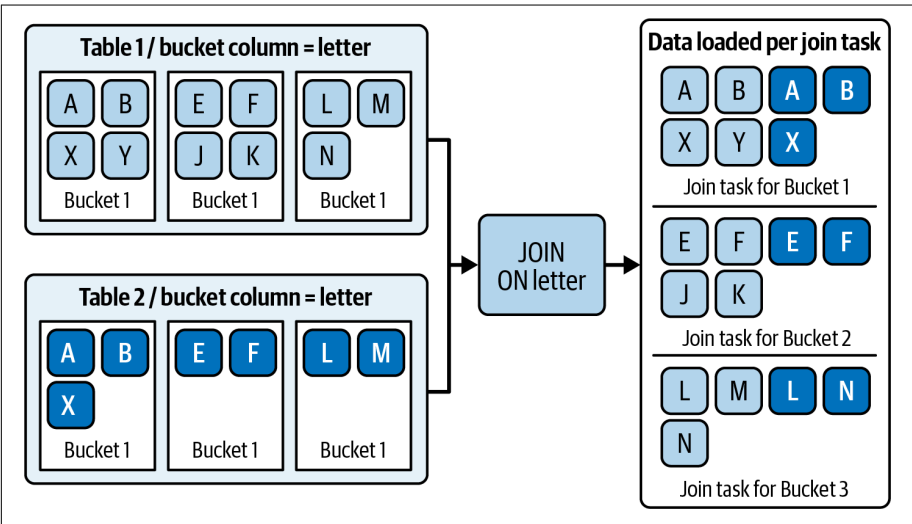 Table 1 / bucket column = letter
A B E F L M
X Y J K N
Bucket 1 Bucket 1 Bucket 1
Table 2 / bucket column = letter
A B E F L M
X
Bucket 1 Bucket 1 Bucket 1
JOIN
ON letter
Data loaded per join task
A B A B
X Y X
Join task for Bucket 1
E F E F
J K
Join task for Bucket 2
L M L N
N
Join task for Bucket 3